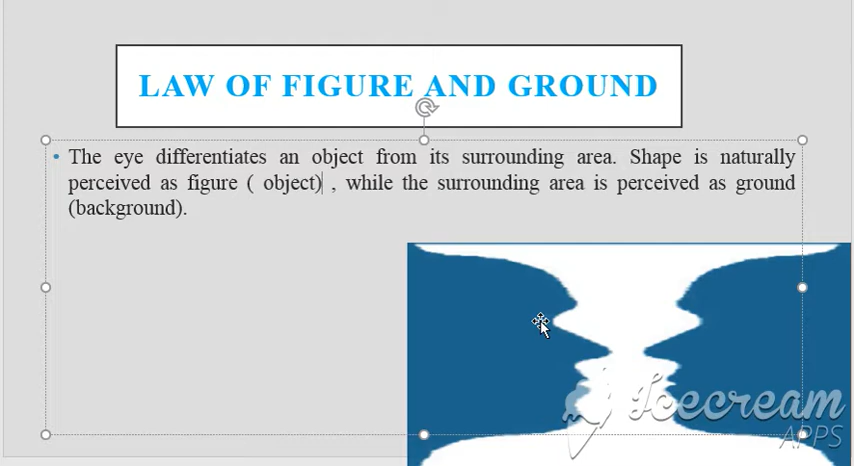 LAW OF FIGURE AND GROUND
• The eye differentiates an object from its surrounding area. Shape is naturally
perceived as figure ( object) , while the surrounding area is perceived as ground
(background).
Icecream
APPS